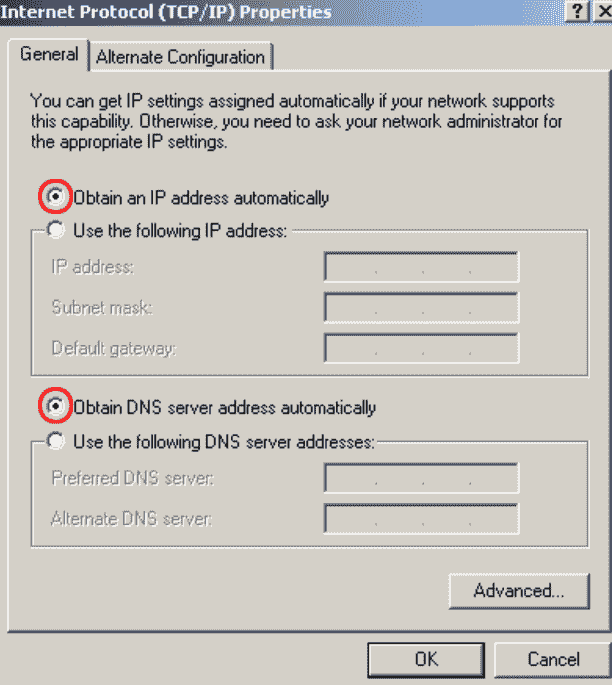 Internet Protocol (TCP/IP) Properties
General
Alternate Configuration
You can get IP settings assigned automatically if your network supports
this capability. Otherwise, you need to ask your network administrator for
the appropriate IP settings.
Obtain an IP address automatically
Use the following IP address:
IP address:
Subnet mask:
Default gateway:
Obtain DNS server address automatically
Use the following DNS server addresses:
Preferred DNS server:
Alternate DNS server:
Advanced...
OK
Cancel